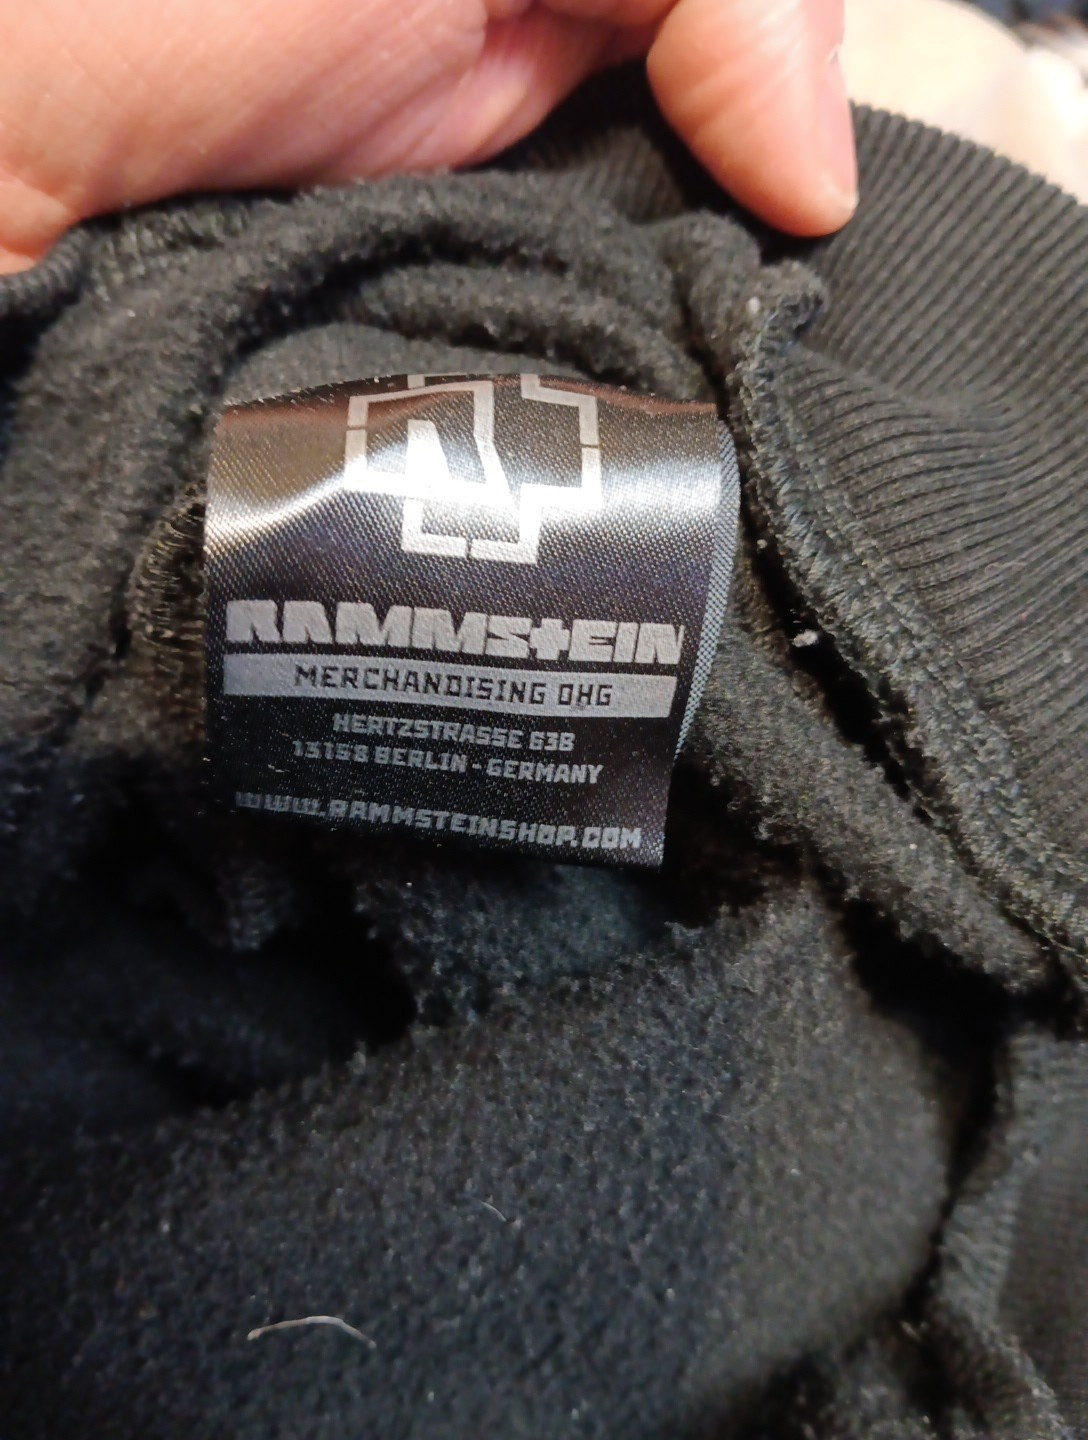 RAMMSTEIN
MERCHANDISING OHG
HERTZSTRASSE 63B
13158 BERLIN - GERMANY
WWW.RAMMSTEINSHOP.COM